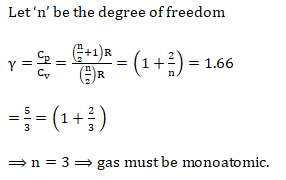 Let ‘n’ be the degree of freedom
γ = Cp/Cv = ((n/2+1)R)/((n/2)R) = (1 + 2/n) = 1.66
= 5/3 = (1 + 2/3)
⟹ n = 3 ⟹ gas must be monoatomic.